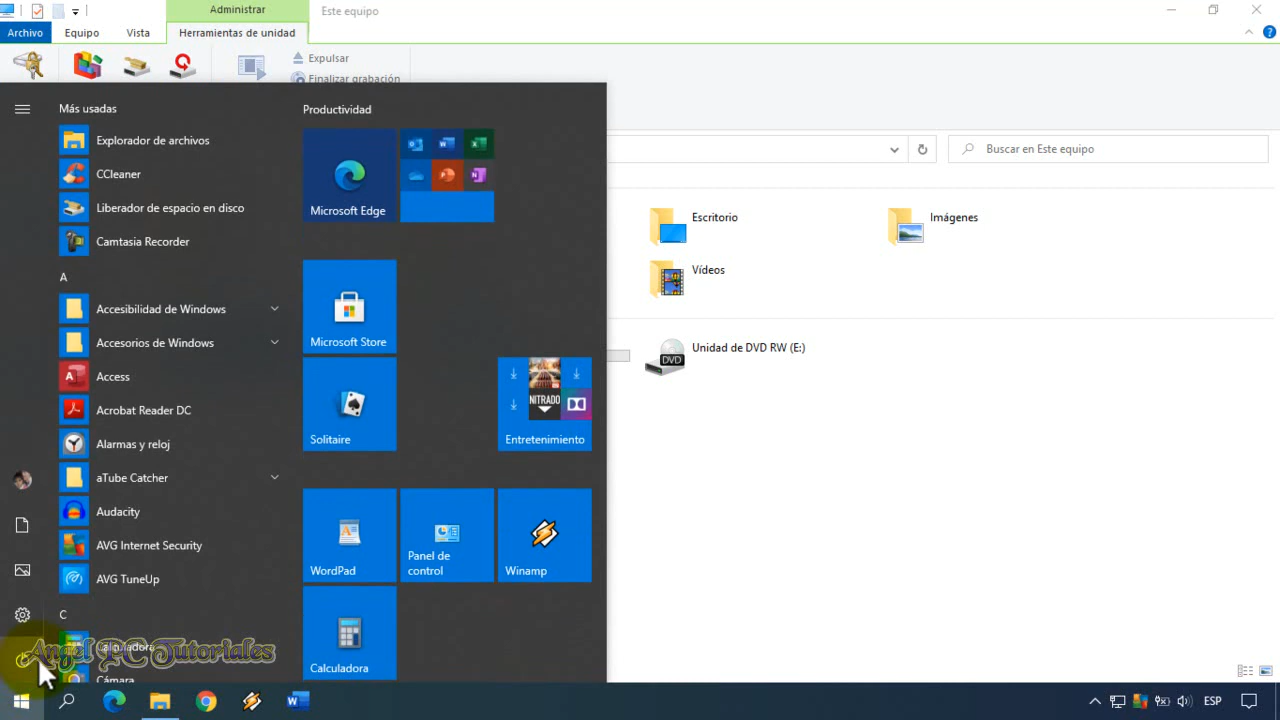 Administrar
Este equipo
Archivo
Equipo
Vista
Herramientas de unidad
Expulsar
Finalizar grabación
Más usadas
Explorador de archivos
CCleaner
Liberador de espacio en disco
Camtasia Recorder
A
Accesibilidad de Windows
Accesorios de Windows
Access
Acrobat Reader DC
Alarmas y reloj
aTube Catcher
Audacity
AVG Internet Security
AVG TuneUp
C
Calculadora
Cámara
Angel PC Tutoriales
Productividad
Microsoft Edge
Microsoft Store
Solitaire
NITRADO
Entretenimiento
WordPad
Panel de
control
Winamp
Calculadora
Buscar en Este equipo
Escritorio
Imágenes
Vídeos
DVD
Unidad de DVD RW (E:)
ESP